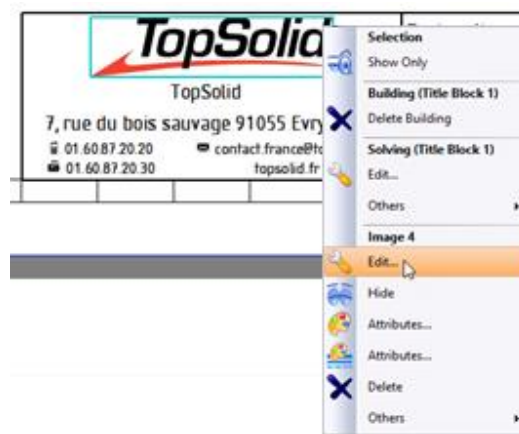 TopSolid
TopSolid
7, rue du bois sauvage 91055 Evry
01.60.87.20.20 contact.france@to
01.60.87.20.30 topsolid.fr
Selection
Show Only
Building (Title Block 1)
Delete Building
Solving (Title Block 1)
Edit...
Others
Image 4
Edit...
Hide
Attributes...
Attributes...
Delete
Others